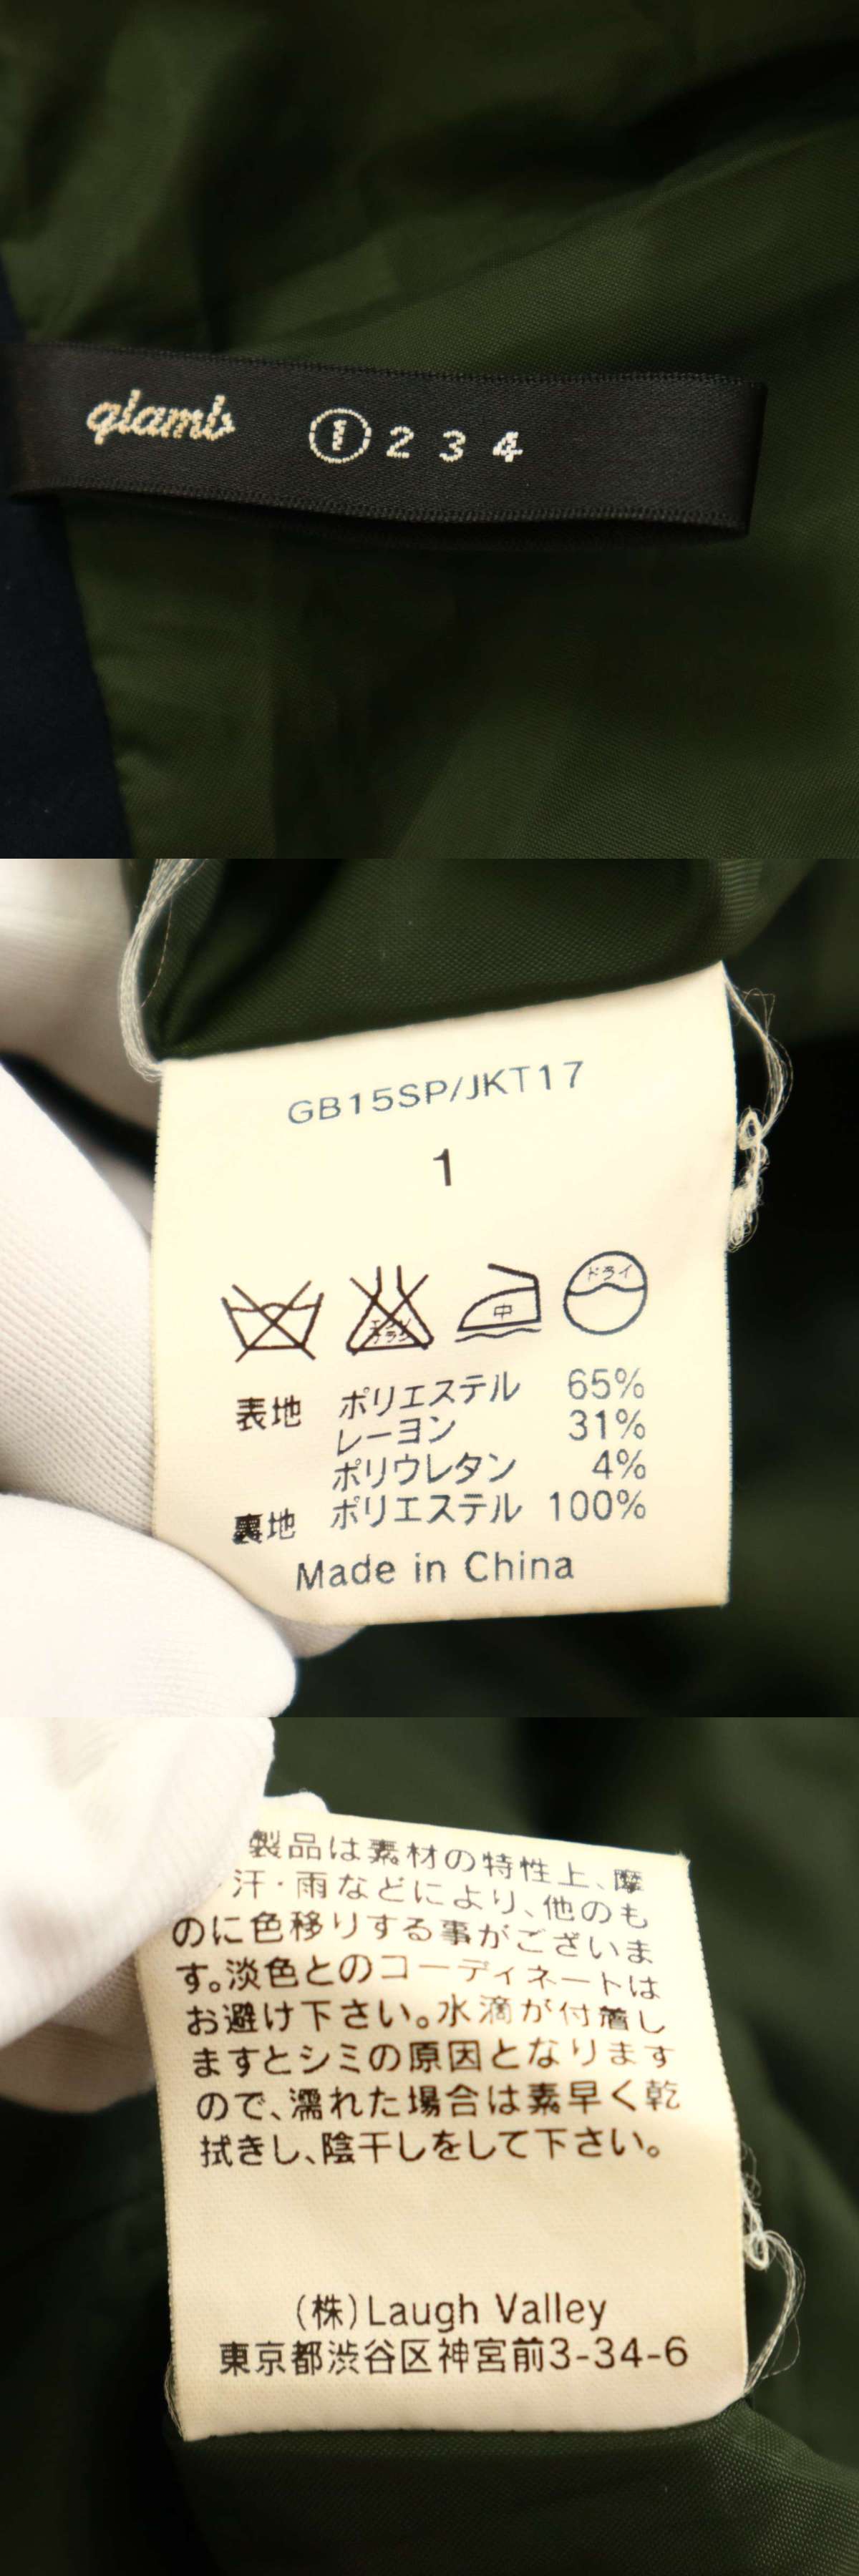 glamb ① 2 3 4
GB15SP/JKT17
1
エンソ
サラシ
中
ドライ
表地 ポリエステル 65%
レーヨン 31%
ポリウレタン 4%
裏地 ポリエステル 100%
Made in China
製品は素材の特性上、摩
汗・雨などにより、他のも
のに色移りする事がございま
す。淡色とのコーディネートは
お避け下さい。水滴が付着し
ますとシミの原因となります
ので、濡れた場合は素早く乾
拭きし、陰干しをして下さい。
(株)Laugh Valley
東京都渋谷区神宮前3-34-6